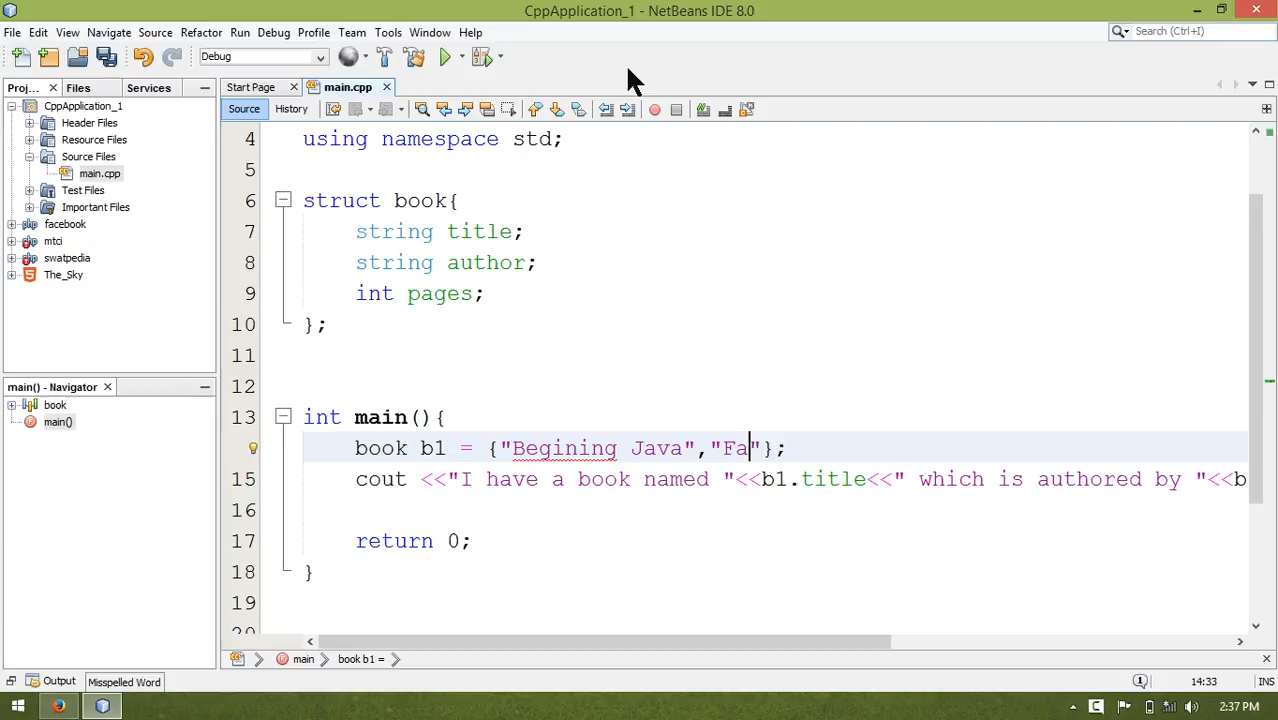 CppApplication_1 - NetBeans IDE 8.0
File Edit View Navigate Source Refactor Run Debug Profile Team Tools Window Help
Search (Ctrl+I)
Debug
Proj... Files Services
Start Page main.cpp
Source History
CppApplication_1
Header Files
Resource Files
Source Files
main.cpp
Test Files
Important Files
facebook
mtci
swatpedia
The_Sky
main() - Navigator
book
main()
4 using namespace std;
5
6 struct book{
7 string title;
8 string author;
9 int pages;
10 };
11
12
13 int main(){
book b1 = {"Begining Java","Fa"};
15 cout <<"I have a book named "<<b1.title<<" which is authored by "<<b
16
17 return 0;
18 }
19
20
main book b1 =
Output Misspelled Word
14:33 INS
2:37 PM